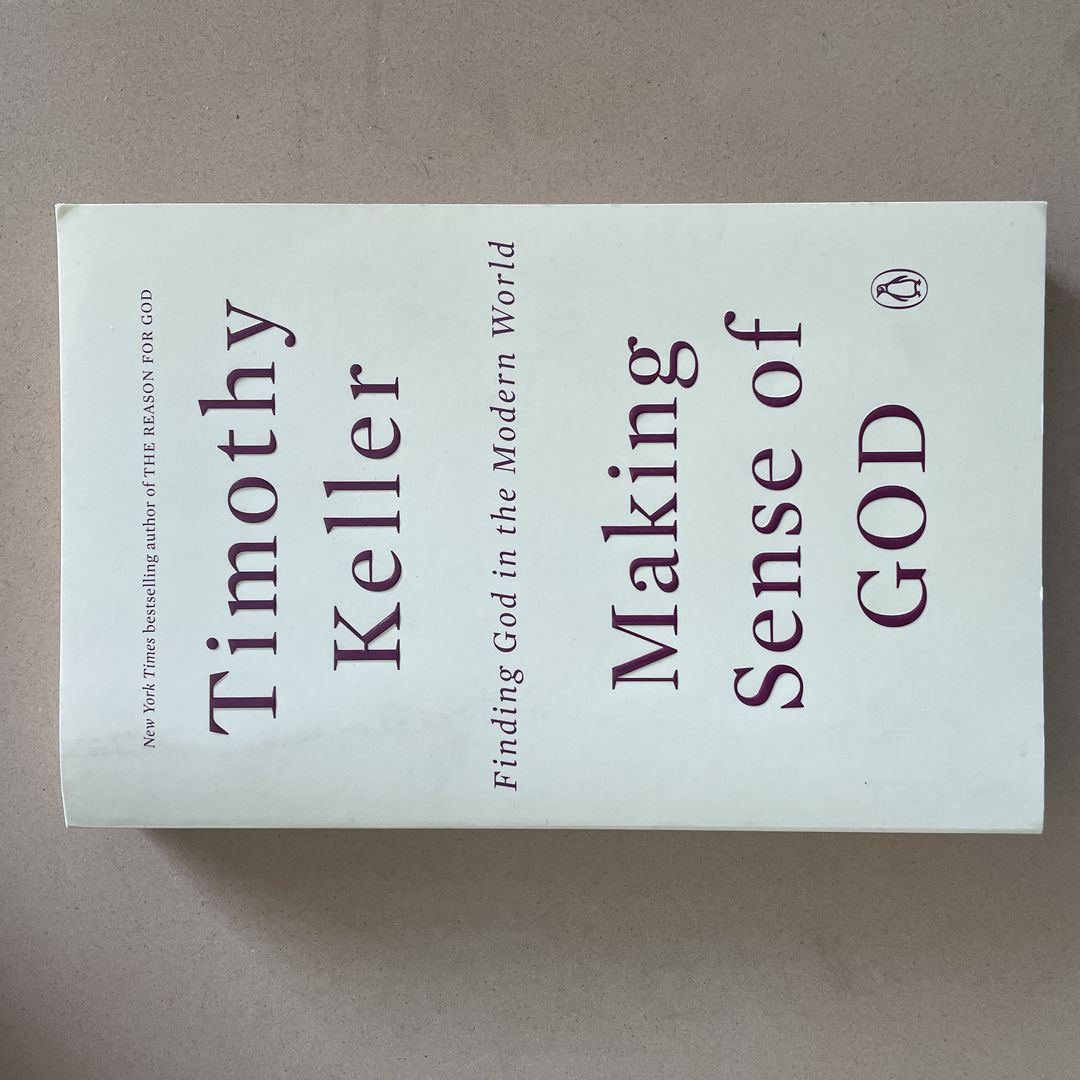 New York Times bestselling author of THE REASON FOR GOD
Timothy
Keller
Finding God in the Modern World
Making
Sense of
GOD